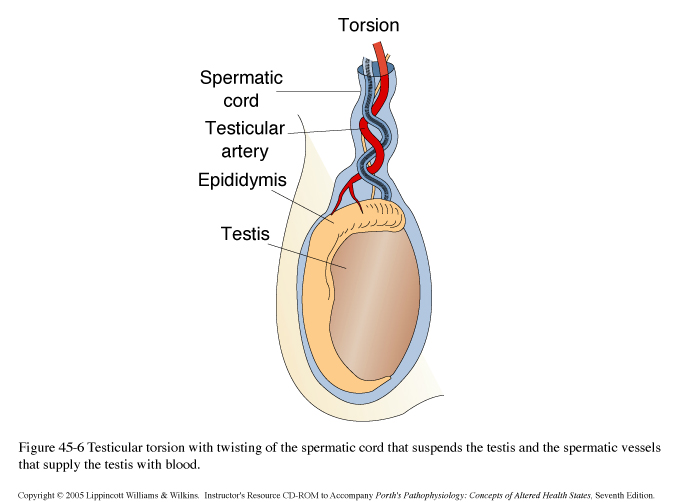 Torsion
Spermatic
cord
Testicular
artery
Epididymis
Testis
Figure 45-6 Testicular torsion with twisting of the spermatic cord that suspends the testis and the spermatic vessels
that supply the testis with blood.
Copyright © 2005 Lippincott Williams & Wilkins. Instructor's Resource CD-ROM to Accompany Porth's Pathophysiology: Concepts of Altered Health States, Seventh Edition.